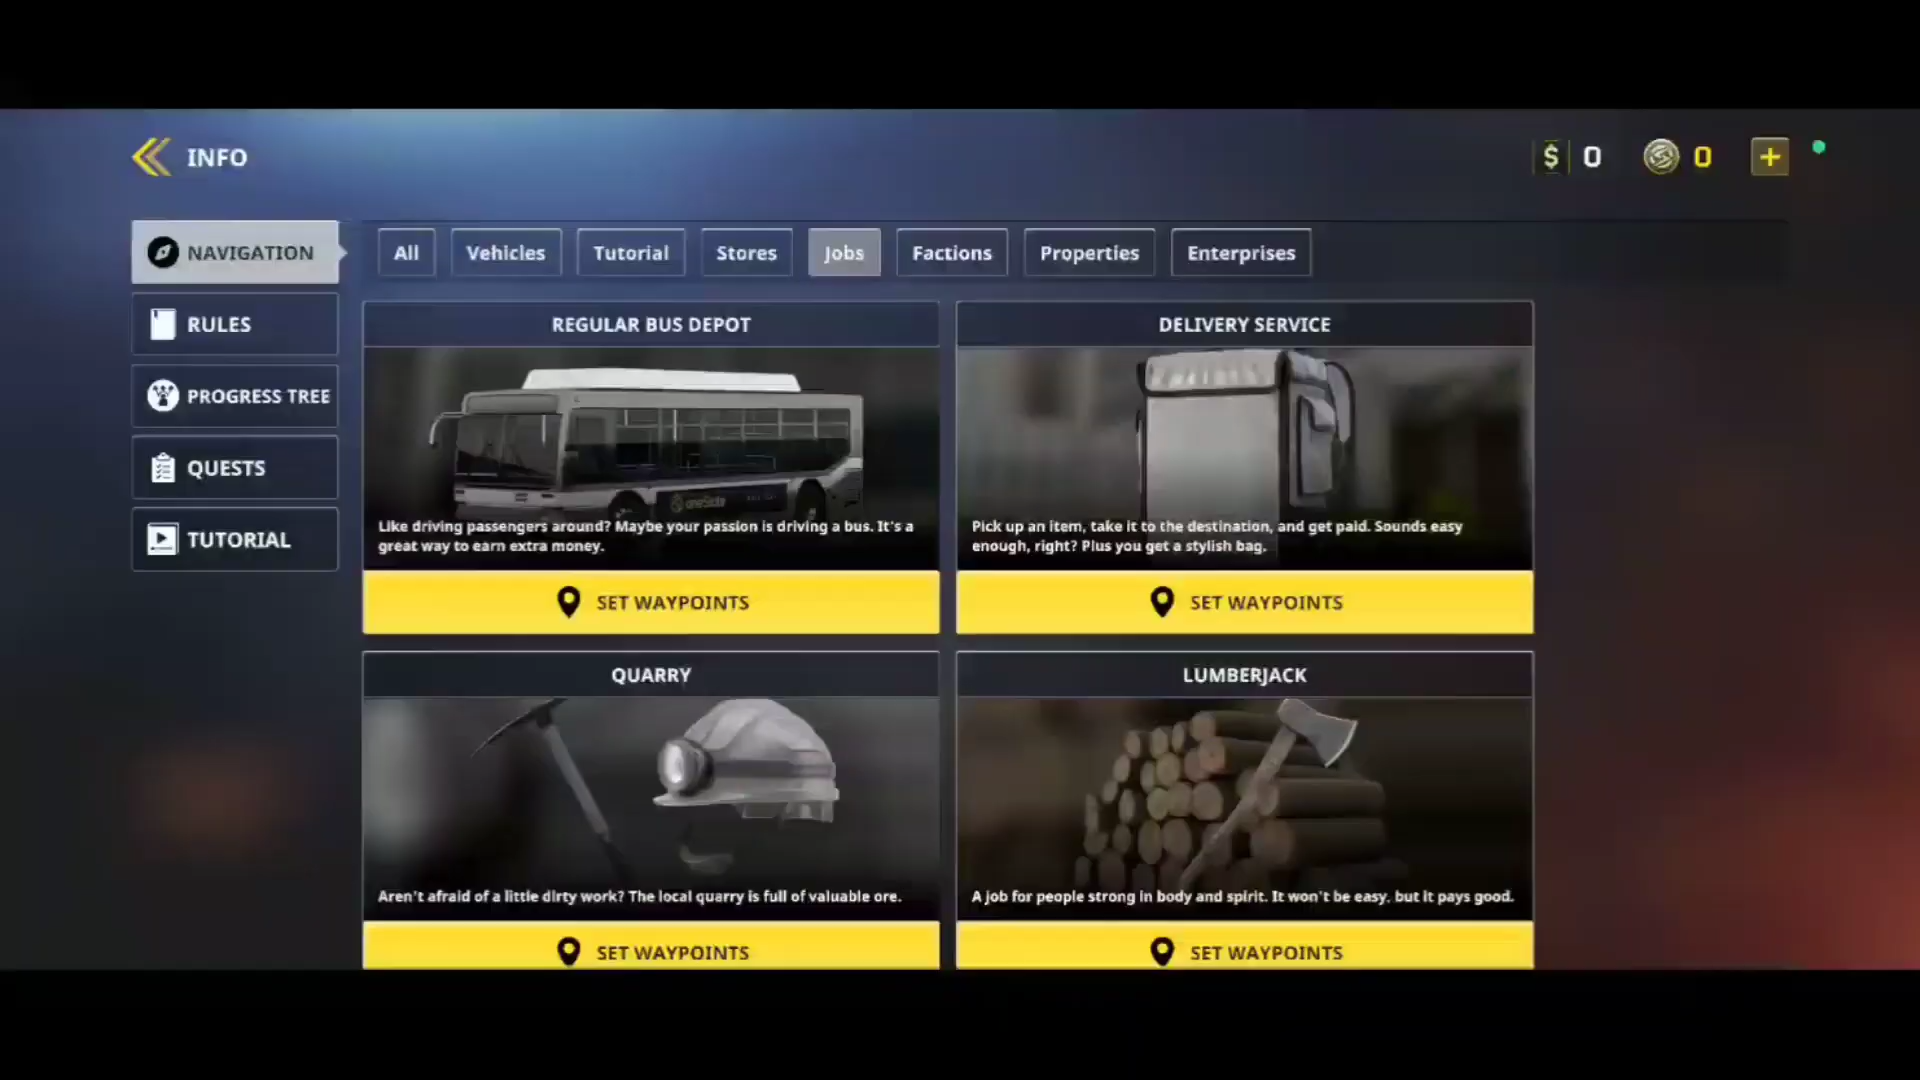 INFO
$ 0
0
+
NAVIGATION
RULES
PROGRESS TREE
QUESTS
TUTORIAL
All
Vehicles
Tutorial
Stores
Jobs
Factions
Properties
Enterprises
REGULAR BUS DEPOT
oneState
Like driving passengers around? Maybe your passion is driving a bus. It's a
great way to earn extra money.
SET WAYPOINTS
DELIVERY SERVICE
Pick up an item, take it to the destination, and get paid. Sounds easy
enough, right? Plus you get a stylish bag.
SET WAYPOINTS
QUARRY
Aren't afraid of a little dirty work? The local quarry is full of valuable ore.
SET WAYPOINTS
LUMBERJACK
A job for people strong in body and spirit. It won't be easy, but it pays good.
SET WAYPOINTS